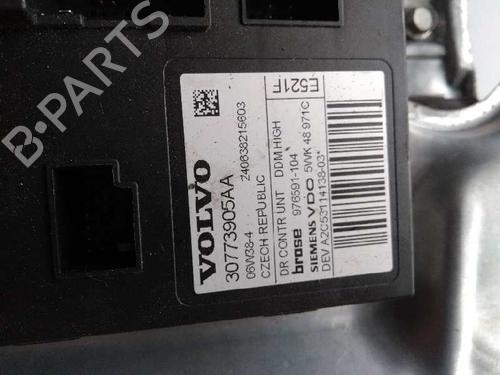 VOLVO
30773905AA
06W38-4 240638215603
CZECH REPUBLIC
E521F
DR CONTR UNT DDM HIGH
brose 976591-104
SIEMENS VDO 5WK 48 971C
DEV A2C53114138-03*
B-PARTS